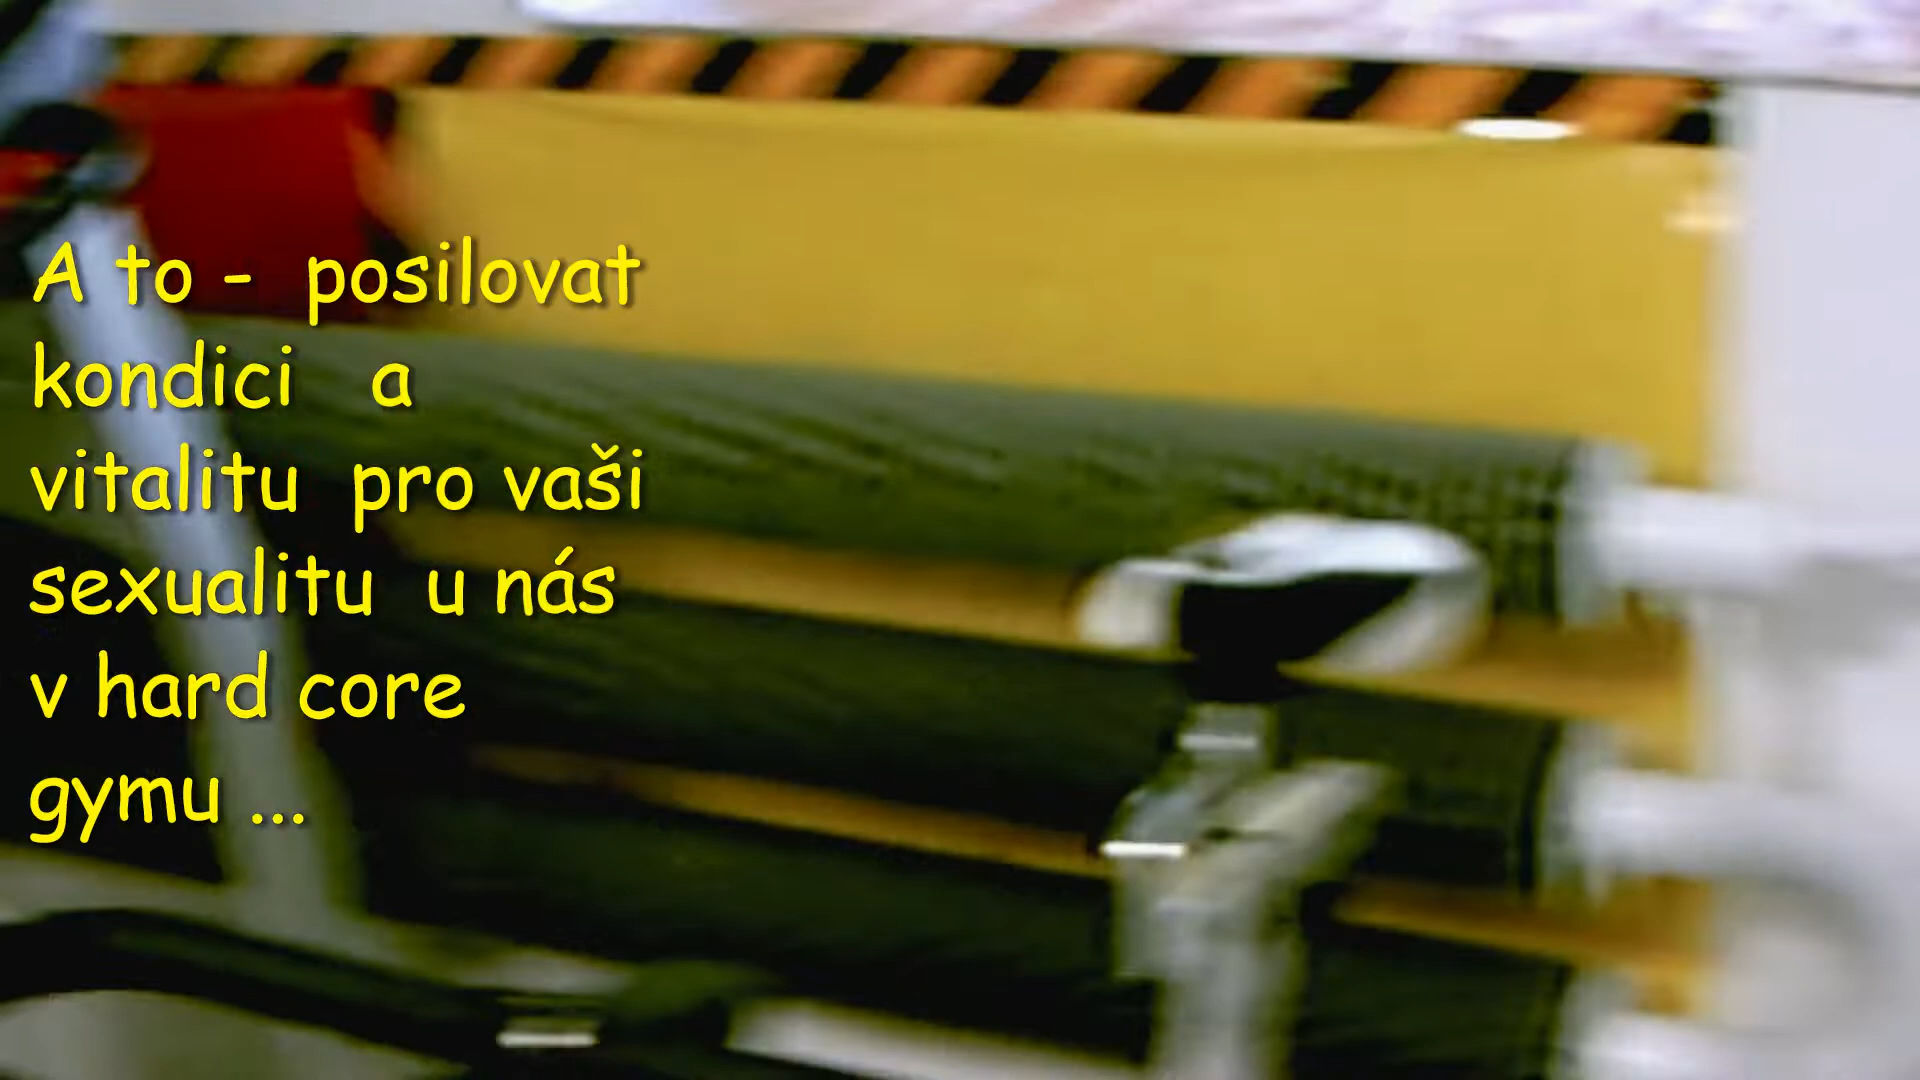 A to - posilovat
kondici a
vitalitu pro vaši
sexualitu u nás
v hard core
gymu ...